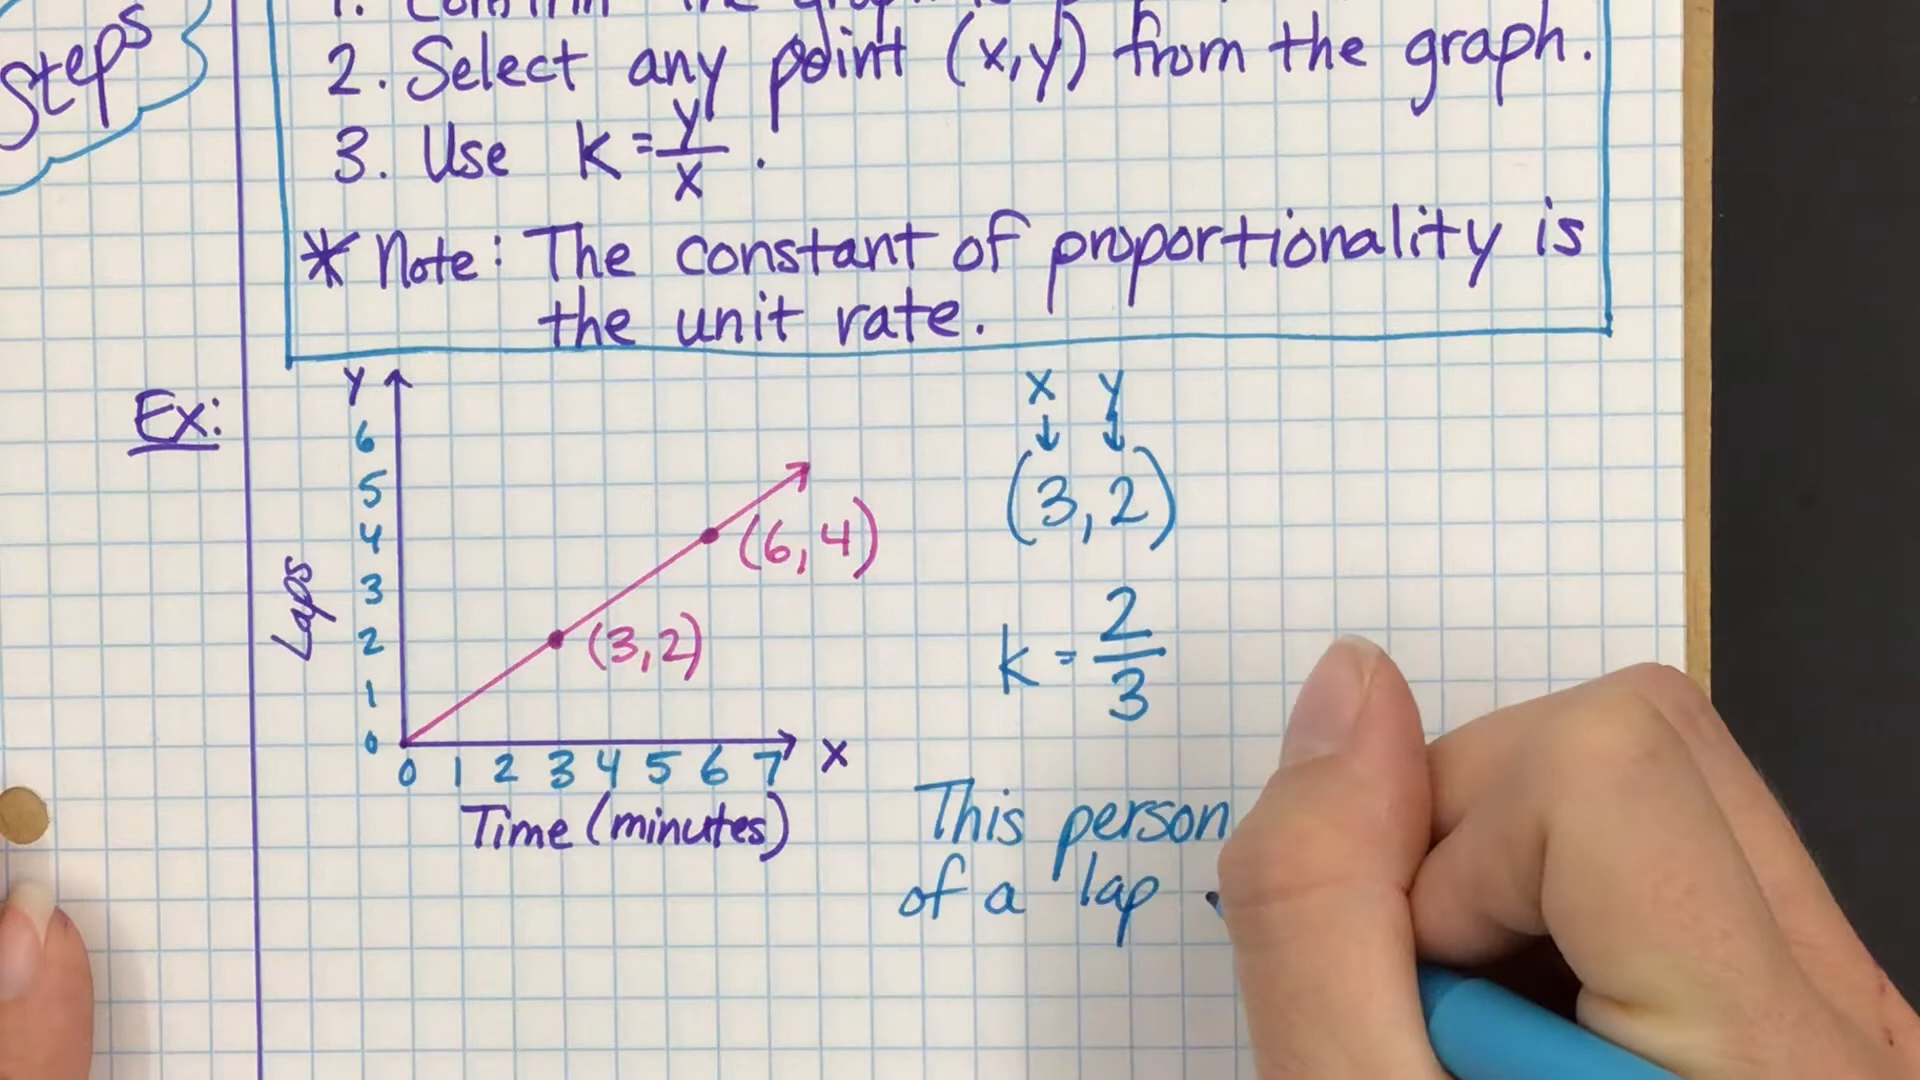 Steps
1. the
2. Select any point (x,y) from the graph.
3. Use k = y/x.
* Note: The constant of proportionality is
the unit rate.
Ex:
Y
6
5
4
3
2
1
0
Laps
(6,4)
(3,2)
0 1 2 3 4 5 6 7 X
Time (minutes)
X Y
(3,2)
k = 2/3
This person
of a lap